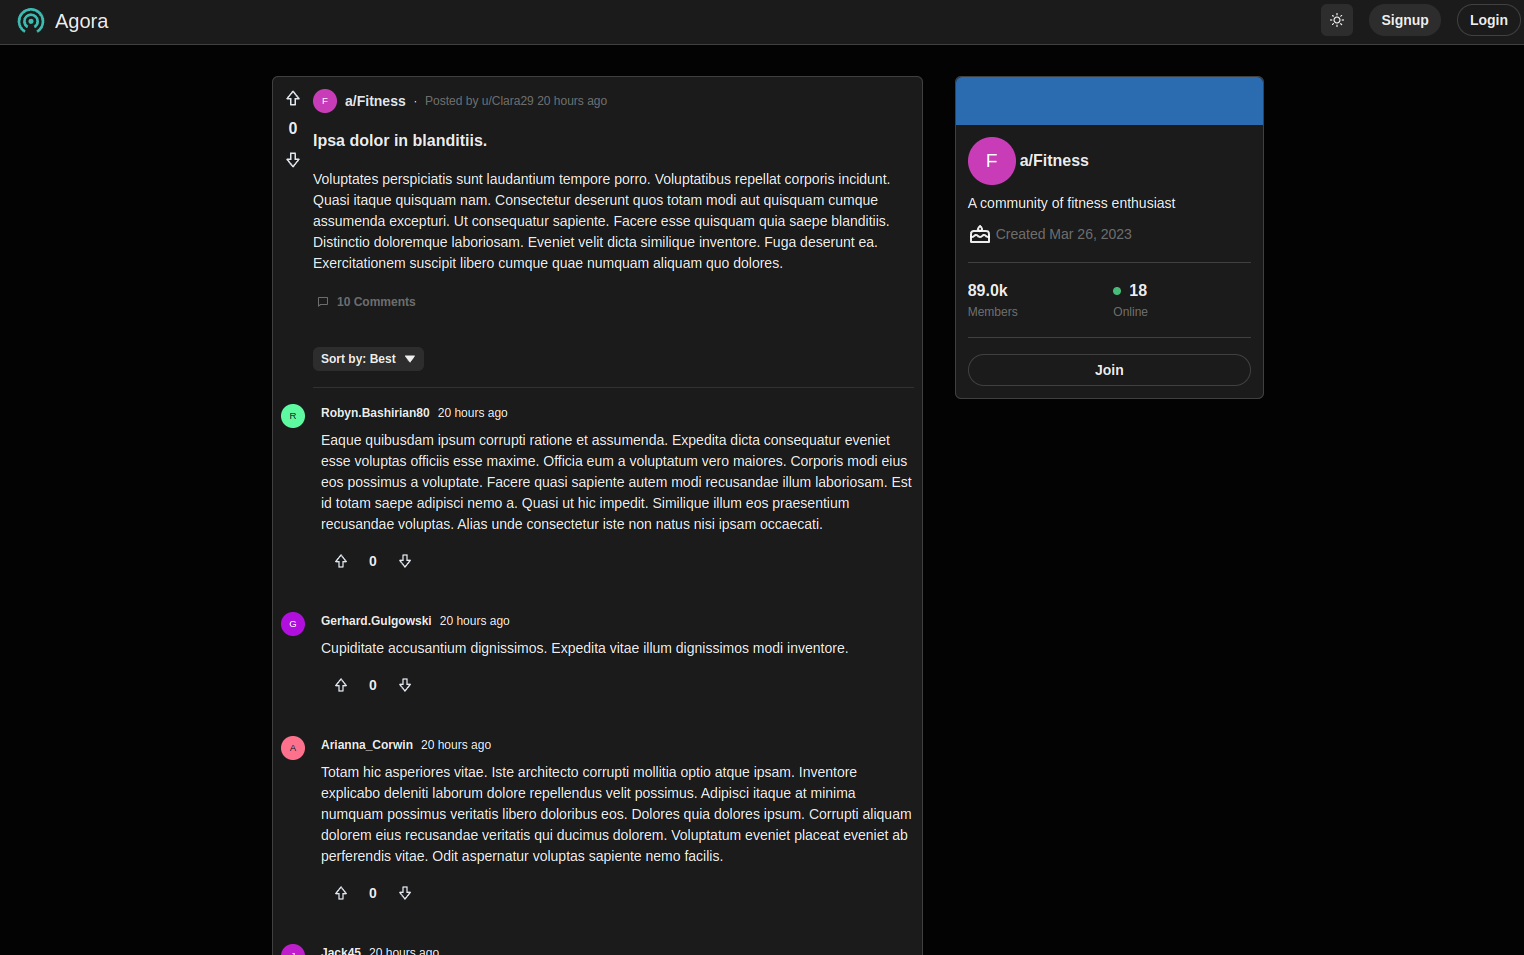 Agora
Signup
Login
F
a/Fitness · Posted by u/Clara29 20 hours ago
0
Ipsa dolor in blanditiis.
Voluptates perspiciatis sunt laudantium tempore porro. Voluptatibus repellat corporis incidunt.
Quasi itaque quisquam nam. Consectetur deserunt quos totam modi aut quisquam cumque
assumenda excepturi. Ut consequatur sapiente. Facere esse quisquam quia saepe blanditiis.
Distinctio doloremque laboriosam. Eveniet velit dicta similique inventore. Fuga deserunt ea.
Exercitationem suscipit libero cumque quae numquam aliquam quo dolores.
10 Comments
Sort by: Best
R
Robyn.Bashirian80 20 hours ago
Eaque quibusdam ipsum corrupti ratione et assumenda. Expedita dicta consequatur eveniet
esse voluptas officiis esse maxime. Officia eum a voluptatum vero maiores. Corporis modi eius
eos possimus a voluptate. Facere quasi sapiente autem modi recusandae illum laboriosam. Est
id totam saepe adipisci nemo a. Quasi ut hic impedit. Similique illum eos praesentium
recusandae voluptas. Alias unde consectetur iste non natus nisi ipsam occaecati.
0
G
Gerhard.Gulgowski 20 hours ago
Cupiditate accusantium dignissimos. Expedita vitae illum dignissimos modi inventore.
0
A
Arianna_Corwin 20 hours ago
Totam hic asperiores vitae. Iste architecto corrupti mollitia optio atque ipsam. Inventore
explicabo deleniti laborum dolore repellendus velit possimus. Adipisci itaque at minima
numquam possimus veritatis libero doloribus eos. Dolores quia dolores ipsum. Corrupti aliquam
dolorem eius recusandae veritatis qui ducimus dolorem. Voluptatum eveniet placeat eveniet ab
perferendis vitae. Odit aspernatur voluptas sapiente nemo facilis.
0
Jack45 20 hours ago
F
a/Fitness
A community of fitness enthusiast
Created Mar 26, 2023
89.0k
Members
18
Online
Join